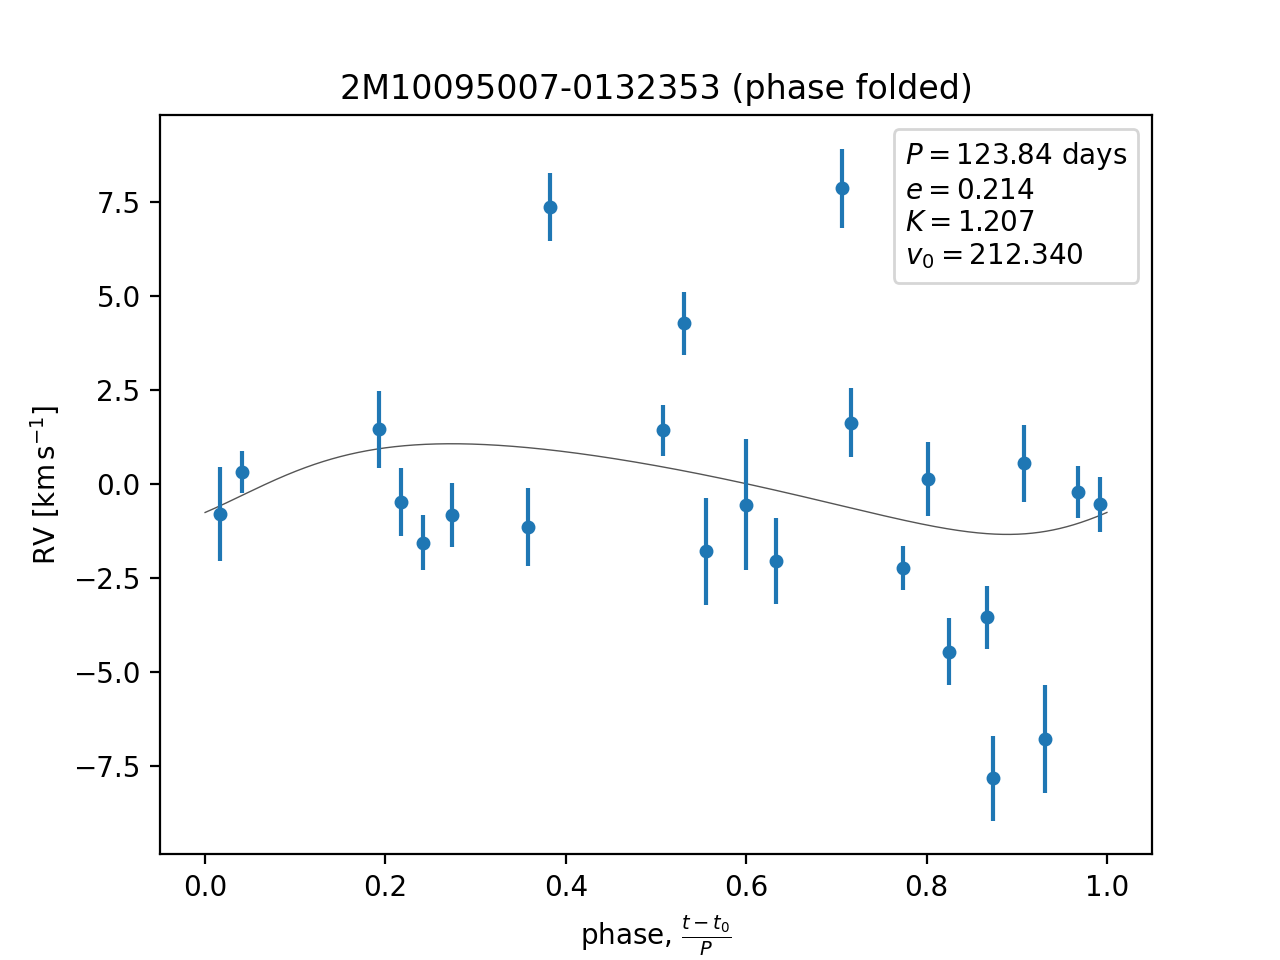 2M10095007-0132353 (phase folded)
P = 123.84 days
e = 0.214
K = 1.207
v₀ = 212.340
RV [km s⁻¹]
7.5
5.0
2.5
0.0
−2.5
−5.0
−7.5
0.0 0.2 0.4 0.6 0.8 1.0
phase, (t − t₀)/P